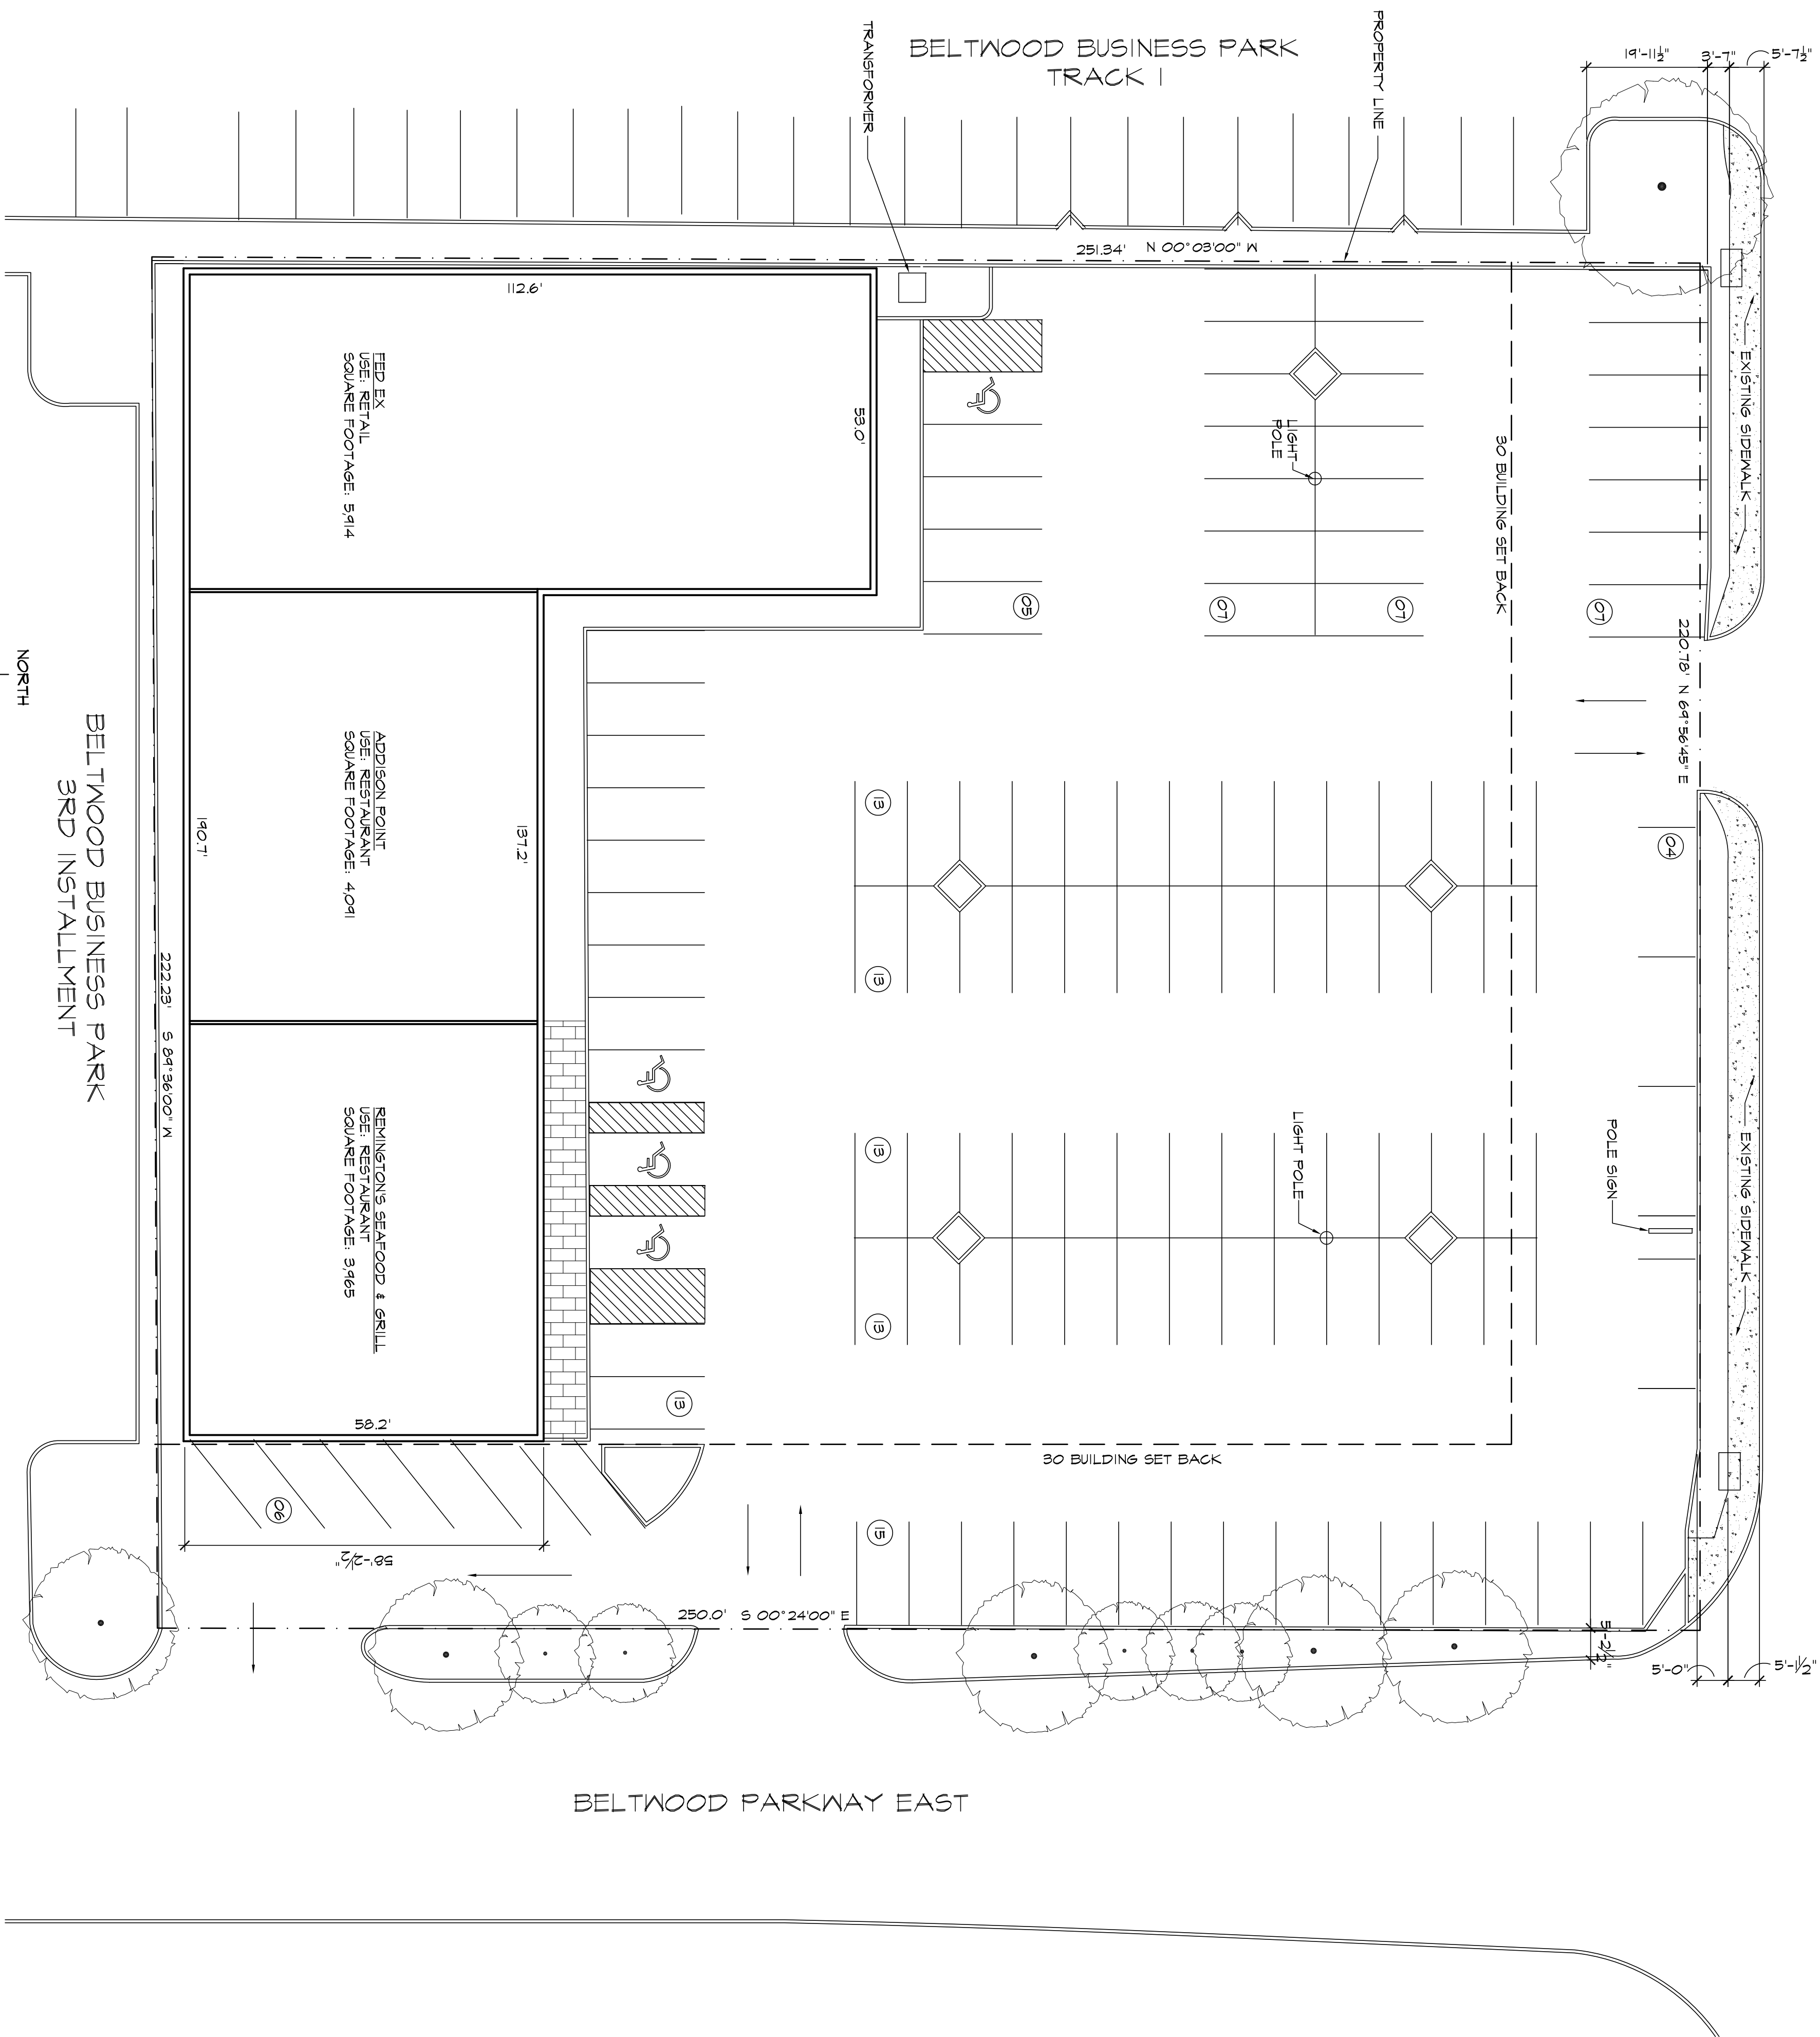 BELTWOOD BUSINESS PARK
TRACK 1
TRANSFORMER
PROPERTY LINE
19'-11½"
3'-7"
5'-7½"
251.34' N 00°03'00" W
112.6'
FED EX
USE: RETAIL
SQUARE FOOTAGE: 5,914
53.0'
LIGHT
POLE
30 BUILDING SET BACK
EXISTING SIDEWALK
05
07
07
07
220.78' N 69°56'45" E
NORTH
BELTWOOD BUSINESS PARK
3RD INSTALLMENT
ADDISON POINT
USE: RESTAURANT
SQUARE FOOTAGE: 4,091
190.7'
137.2'
13
13
04
222.23' S 89°36'00" W
REMINGTON'S SEAFOOD & GRILL
USE: RESTAURANT
SQUARE FOOTAGE: 3,965
13
13
LIGHT POLE
POLE SIGN
EXISTING SIDEWALK
58.2'
13
30 BUILDING SET BACK
06
58'-2½"
15
250.0' S 00°24'00" E
5'-2½"
5'-0"
5'-1½"
BELTWOOD PARKWAY EAST